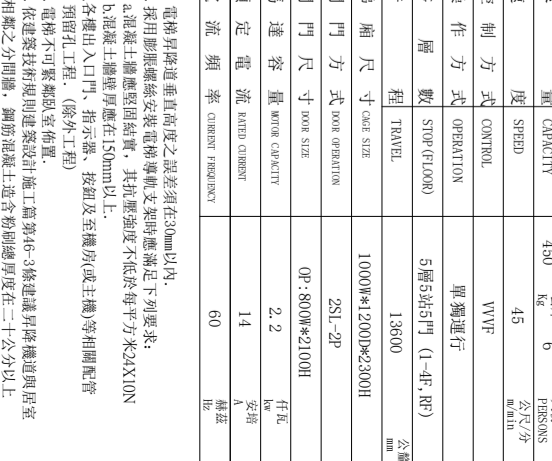 量 CAPACITY 450 Kg 6 PERSONS
度 SPEED 45 公尺/分 m/min
控 制 方 式 CONTROL VVVF
操 作 方 式 OPERATION 單獨運行
停 層 數 STOP(FLOOR) 5層5站5門 (1-4F,RF)
程 TRAVEL 13600 公釐 mm
車 廂 尺 寸 CAGE SIZE 1000W*1200D*2300H
開 門 方 式 DOOR OPERATION 2SL-2P
開 門 尺 寸 DOOR SIZE OP:800W*2100H
馬 達 容 量 MOTOR CAPACITY 2.2 仟瓦 kw
額 定 電 流 RATED CURRENT 14 安培 A
流 頻 率 CURRENT FREQUENCY 60 赫茲 Hz
電梯昇降道垂直高度之誤差須在30mm以內.
採用膨脹螺絲安裝電梯導軌支架時應滿足下列要求:
a.混凝土牆應堅固結實, 其抗壓強度不低於每平方米24X10N
b.混凝土牆壁厚應在150mm以上.
各樓出入口門、指示器、按鈕及至機房(或主機)等相關配管
預留孔工程. (除外工程)
電梯不可緊鄰臥室佈置.
依建築技術規則建築設計施工篇第46-3條建議昇降機道與居室
相鄰之分間牆, 鋼筋混凝土造含粉刷總厚度在二十公分以上